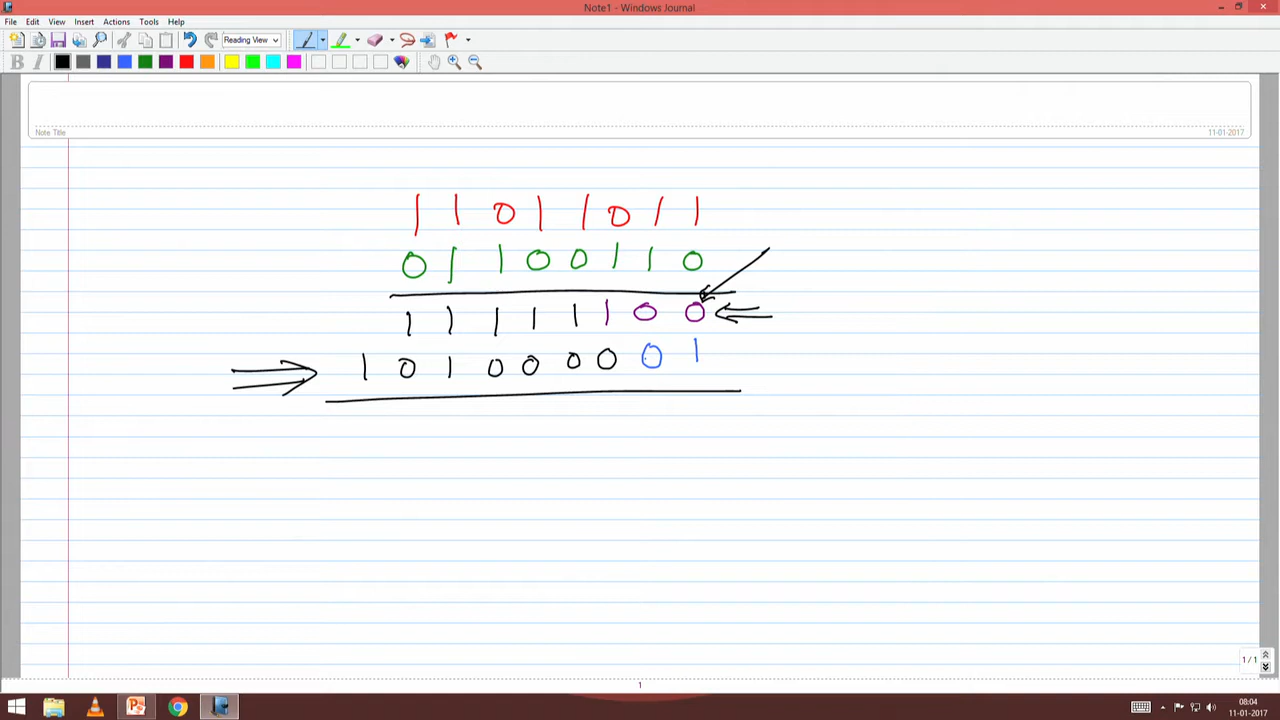 Note1 - Windows Journal
File Edit View Insert Actions Tools Help
Reading View
B I
Note Title
11-01-2017
1 1 0 1 1 0 1 1
0 1 1 0 0 1 1 0
1 1 1 1 1 1 0 0
1 0 1 0 0 0 0 0 1
1 / 1
1
08:04
11-01-2017